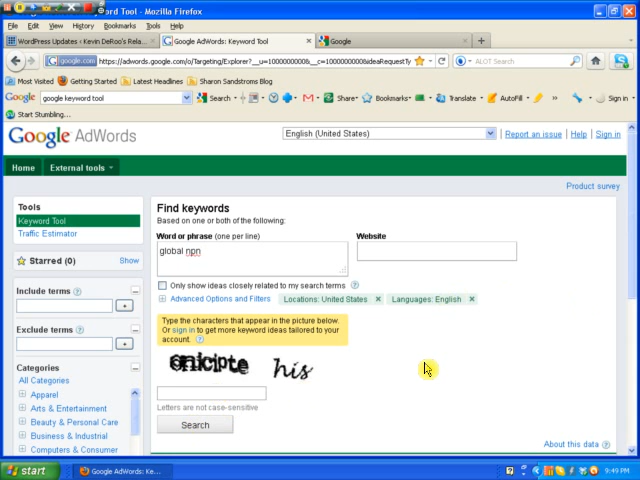 ord Tool - Mozilla Firefox
File Edit View History Bookmarks Tools Help
WordPress Updates ‹ Kevin DeRoo's Rela...
Google AdWords: Keyword Tool
Google
google.com https://adwords.google.com/o/Targeting/Explorer?__u=1000000000&__c=1000000000&ideaRequestTy
ALOT Search
Most Visited Getting Started Latest Headlines Sharon Sandstroms Blog
Google google keyword tool Search Share Bookmarks Translate AutoFill Sign in
Start Stumbling...
Google AdWords
English (United States)
Report an issue | Help | Sign in
Home External tools
Product survey
Tools
Keyword Tool
Traffic Estimator
Starred (0) Show
Include terms
Exclude terms
Categories
All Categories
Apparel
Arts & Entertainment
Beauty & Personal Care
Business & Industrial
Computers & Consumer
Find keywords
Based on one or both of the following:
Word or phrase (one per line) Website
global npn
Only show ideas closely related to my search terms
Advanced Options and Filters Locations: United States Languages: English
Type the characters that appear in the picture below.
Or sign in to get more keyword ideas tailored to your
account.
his
Letters are not case-sensitive
Search
About this data
start
Google AdWords: Ke...
9:49 PM